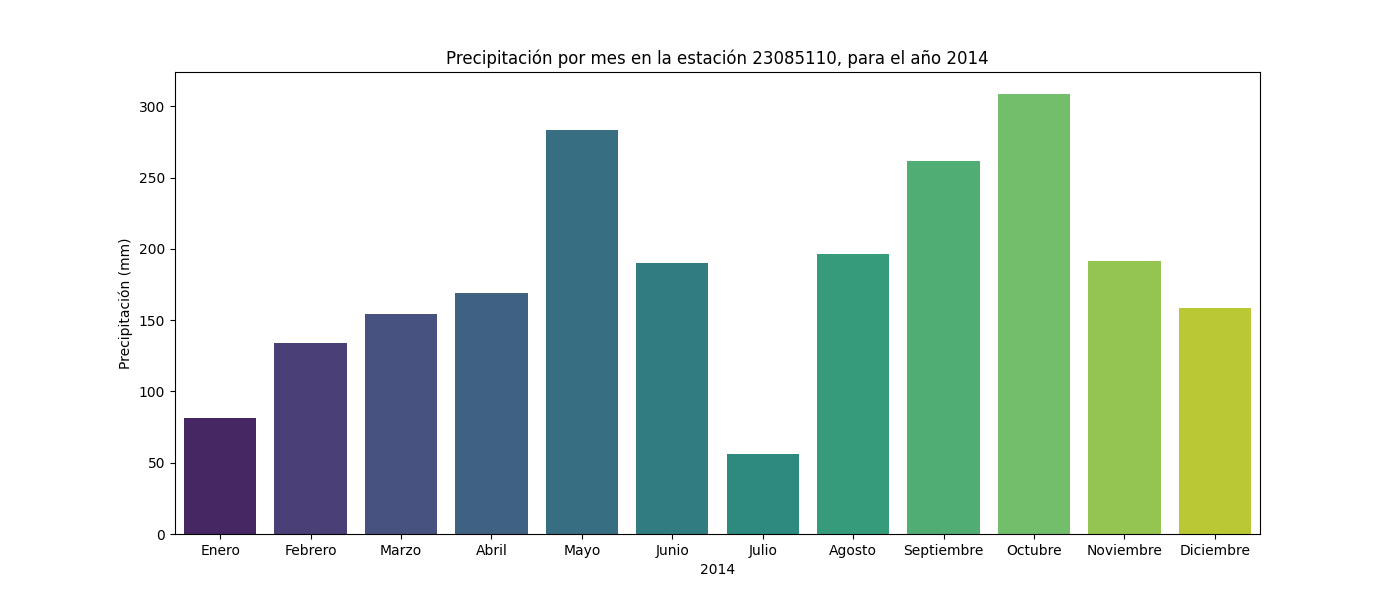 Precipitación por mes en la estación 23085110, para el año 2014
Precipitación (mm)
300
250
200
150
100
50
0
Enero Febrero Marzo Abril Mayo Junio Julio Agosto Septiembre Octubre Noviembre Diciembre
2014